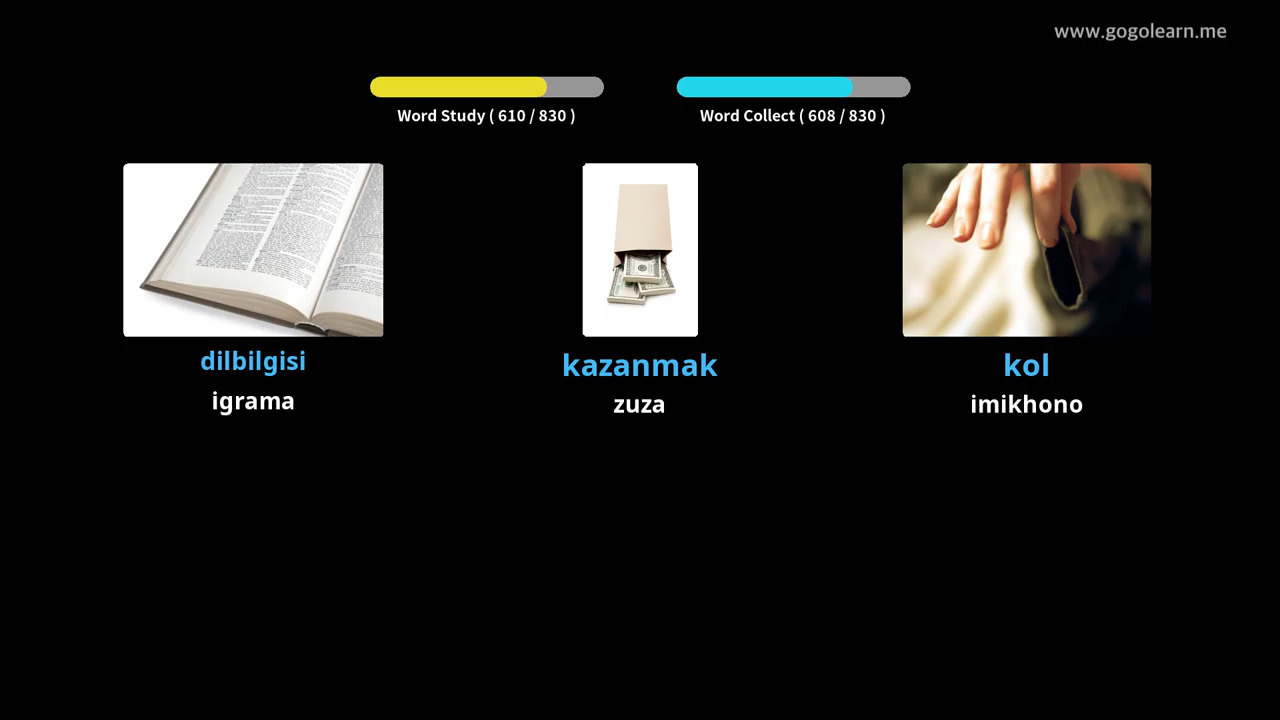 www.gogolearn.me
Word Study ( 610 / 830 )
Word Collect ( 608 / 830 )
dilbilgisi
kazanmak
kol
igrama
zuza
imikhono